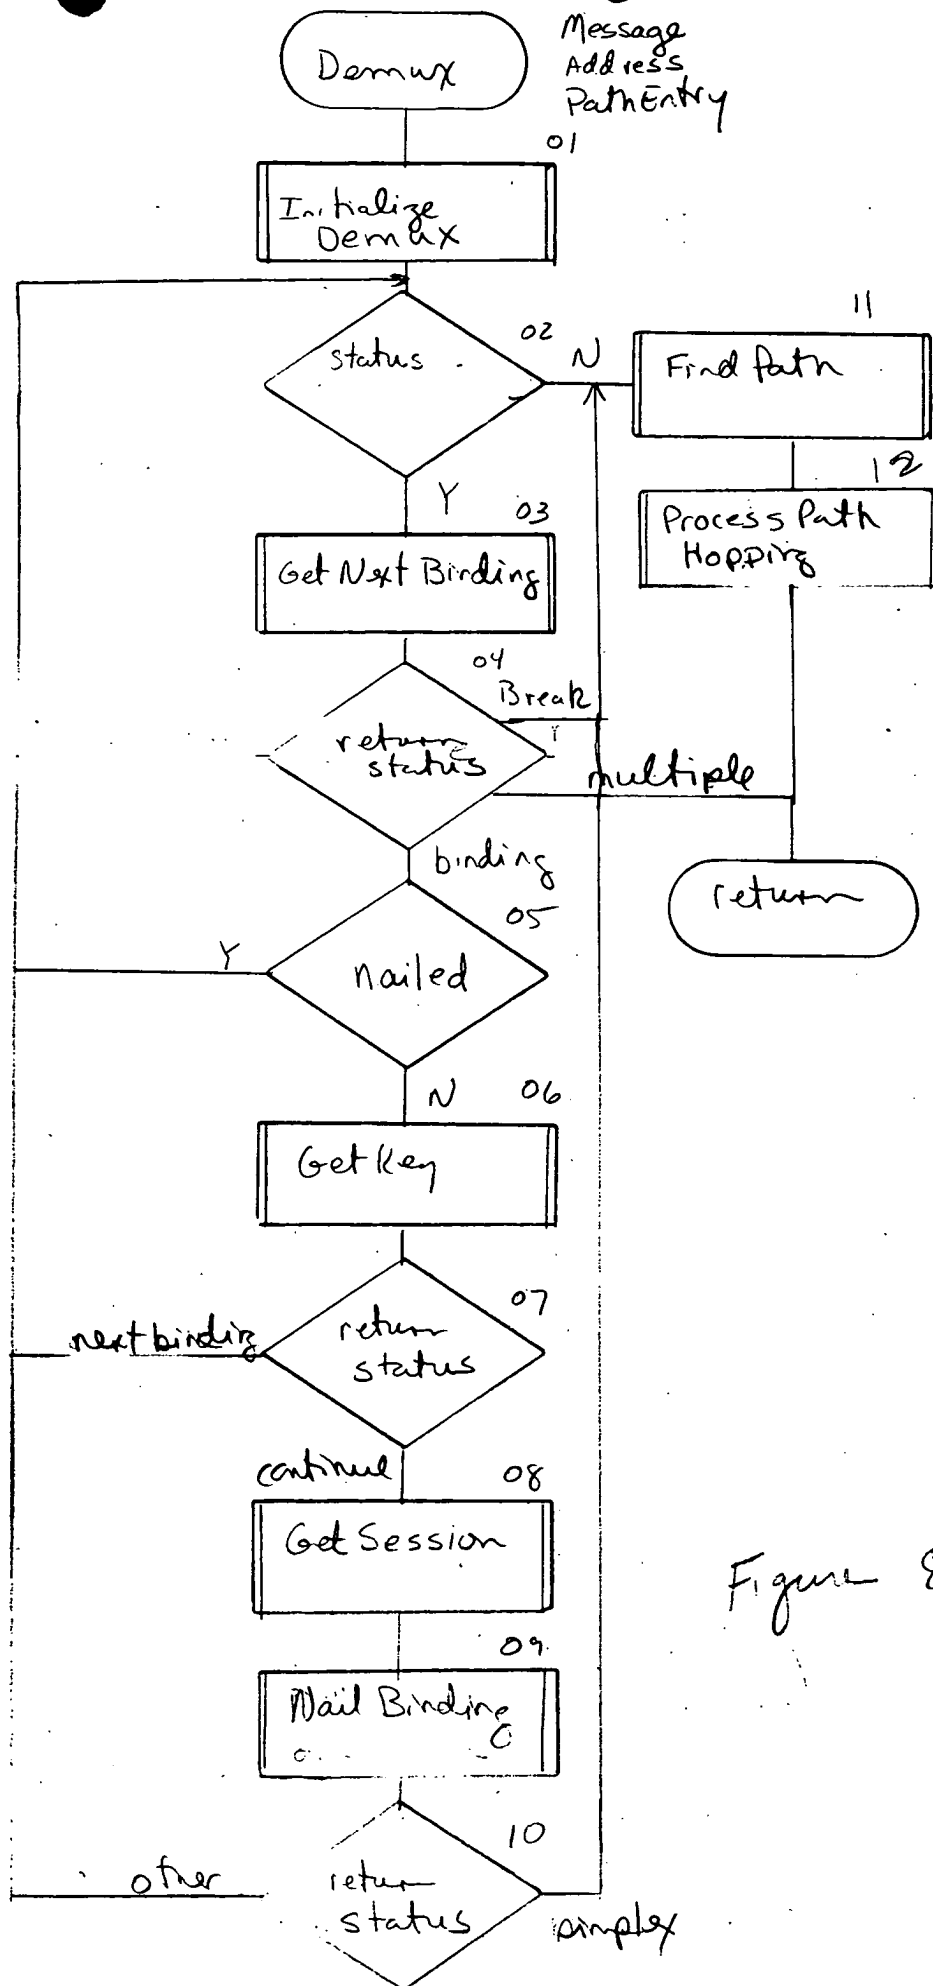 Demux
Message
Address
PathEntry
01
Initialize
Demux
02
status
N
11
Find Path
12
Process Path
Hopping
Y
03
Get Next Binding
04
Break
return
status
multiple
binding
return
05
Y
nailed
N
06
Get Key
07
next binding
return
status
continue
08
Get Session
09
Nail Binding
10
other
return
status
simplex
Figure 8